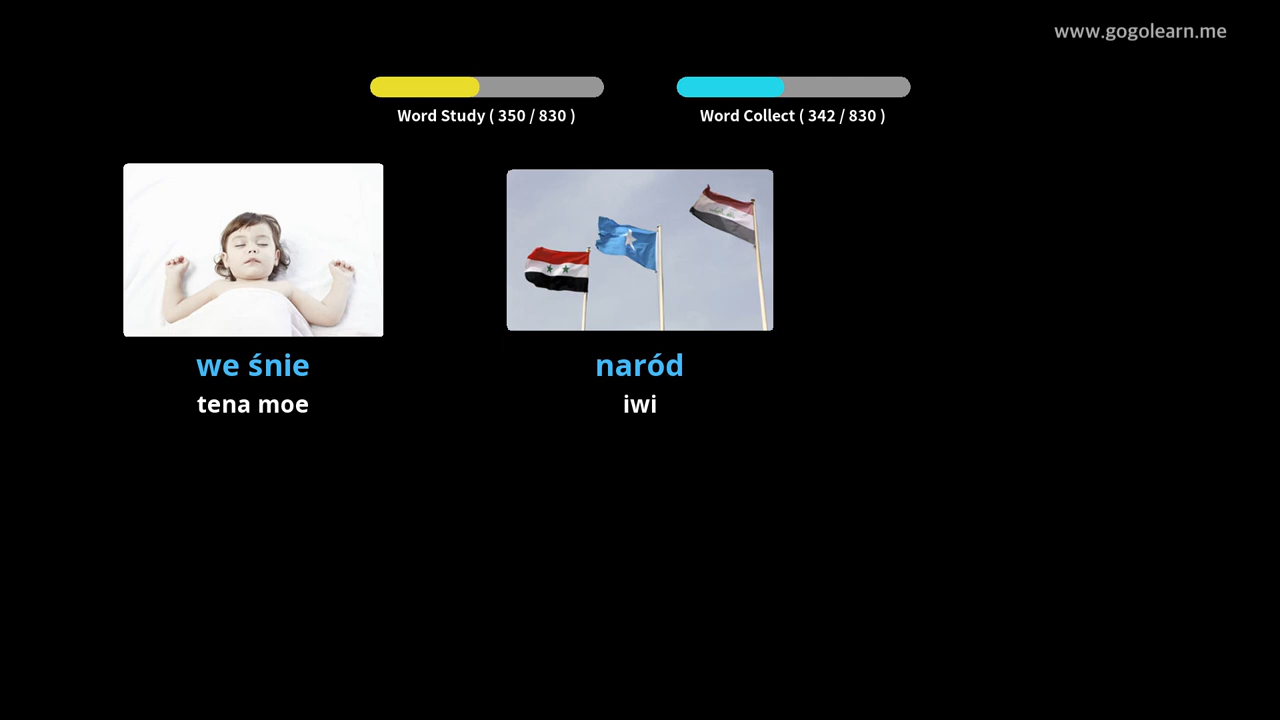 www.gogolearn.me
Word Study ( 350 / 830 )
Word Collect ( 342 / 830 )
we śnie
tena moe
naród
iwi